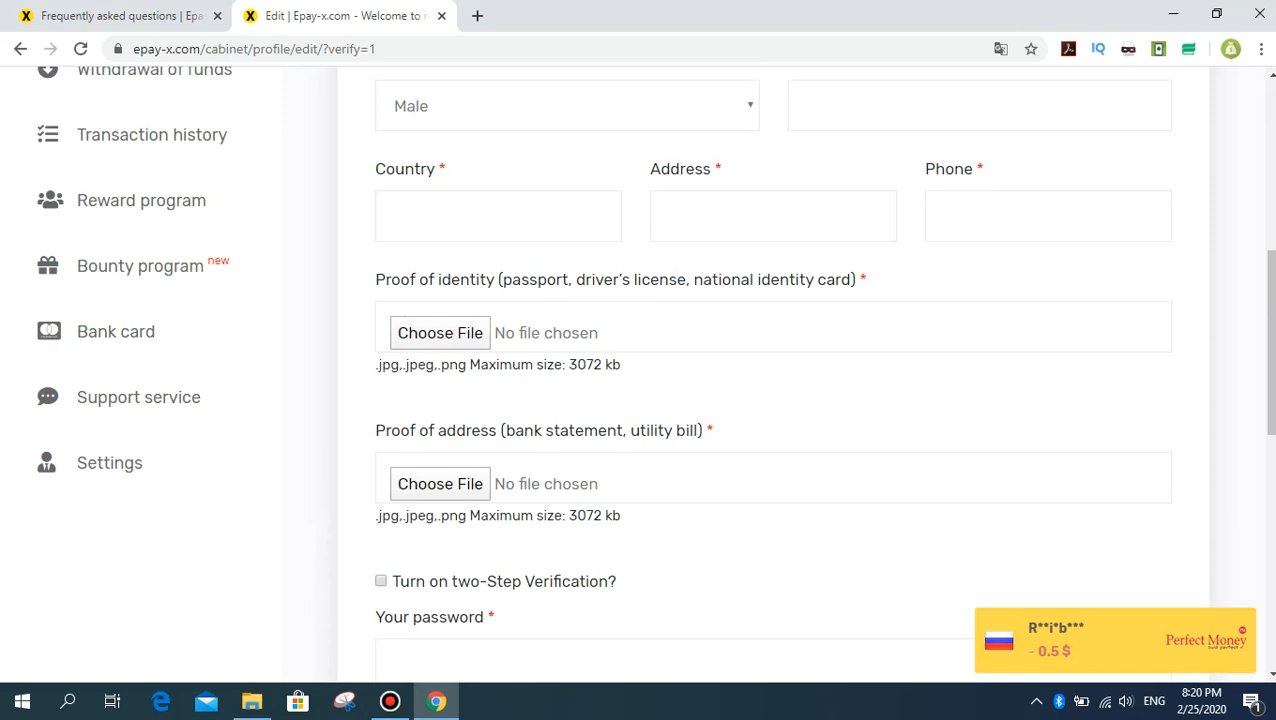 Frequently asked questions | Epa
Edit | Epay-x.com - Welcome to n
epay-x.com/cabinet/profile/edit/?verify=1
Withdrawal of funds
Transaction history
Reward program
Bounty program new
Bank card
Support service
Settings
Male
Country *
Address *
Phone *
Proof of identity (passport, driver's license, national identity card) *
Choose File No file chosen
.jpg,.jpeg,.png Maximum size: 3072 kb
Proof of address (bank statement, utility bill) *
Choose File No file chosen
.jpg,.jpeg,.png Maximum size: 3072 kb
Turn on two-Step Verification?
Your password *
R**i*b***
- 0,5 $
Perfect Money
Just perfect
ENG
8:20 PM
2/25/2020
1